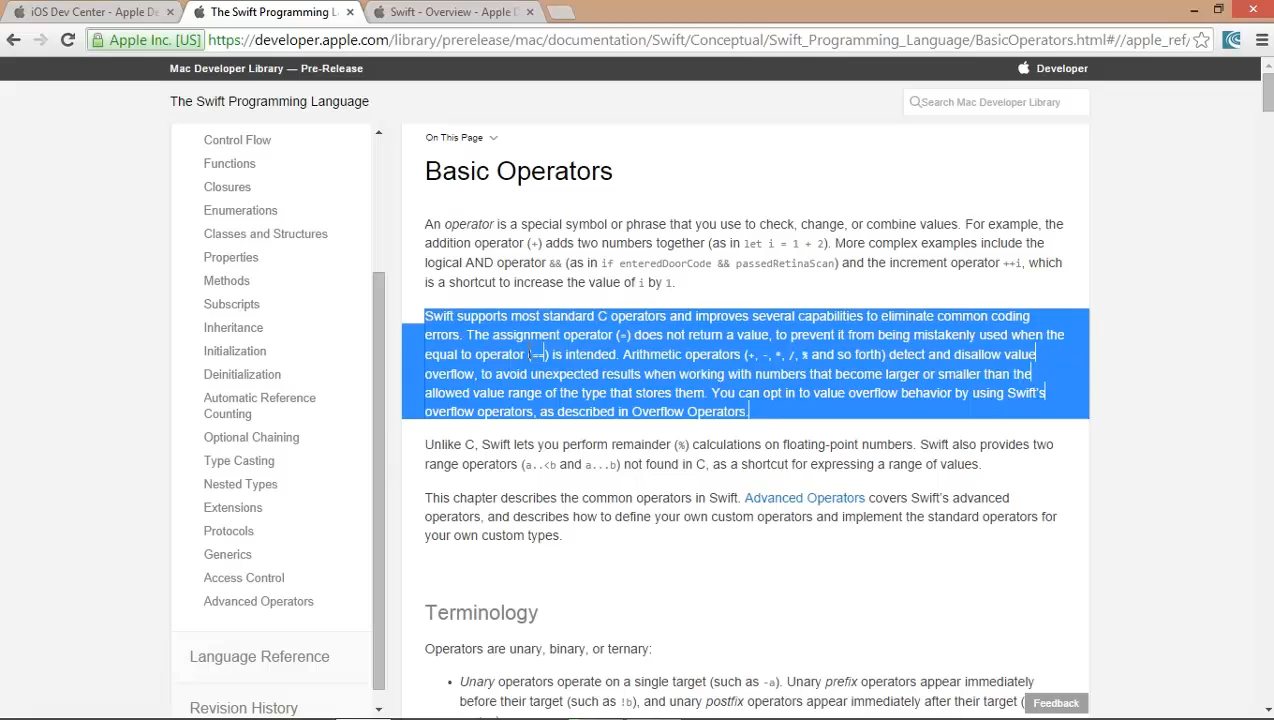 iOS Dev Center - Apple De
The Swift Programming L
Swift - Overview - Apple D
Apple Inc. [US]
https://developer.apple.com/library/prerelease/mac/documentation/Swift/Conceptual/Swift_Programming_Language/BasicOperators.html#//apple_ref/
Mac Developer Library — Pre-Release
Developer
The Swift Programming Language
Search Mac Developer Library
Control Flow
Functions
Closures
Enumerations
Classes and Structures
Properties
Methods
Subscripts
Inheritance
Initialization
Deinitialization
Automatic Reference
Counting
Optional Chaining
Type Casting
Nested Types
Extensions
Protocols
Generics
Access Control
Advanced Operators
Language Reference
Revision History
On This Page
Basic Operators
An operator is a special symbol or phrase that you use to check, change, or combine values. For example, the
addition operator (+) adds two numbers together (as in let i = 1 + 2). More complex examples include the
logical AND operator && (as in if enteredDoorCode && passedRetinaScan) and the increment operator ++i, which
is a shortcut to increase the value of i by 1.
Swift supports most standard C operators and improves several capabilities to eliminate common coding
errors. The assignment operator (=) does not return a value, to prevent it from being mistakenly used when the
equal to operator (==) is intended. Arithmetic operators (+, -, *, /, % and so forth) detect and disallow value
overflow, to avoid unexpected results when working with numbers that become larger or smaller than the
allowed value range of the type that stores them. You can opt in to value overflow behavior by using Swift's
overflow operators, as described in Overflow Operators.
Unlike C, Swift lets you perform remainder (%) calculations on floating-point numbers. Swift also provides two
range operators (a..<b and a...b) not found in C, as a shortcut for expressing a range of values.
This chapter describes the common operators in Swift. Advanced Operators covers Swift's advanced
operators, and describes how to define your own custom operators and implement the standard operators for
your own custom types.
Terminology
Operators are unary, binary, or ternary:
• Unary operators operate on a single target (such as -a). Unary prefix operators appear immediately
before their target (such as !b), and unary postfix operators appear immediately after their target (
Feedback